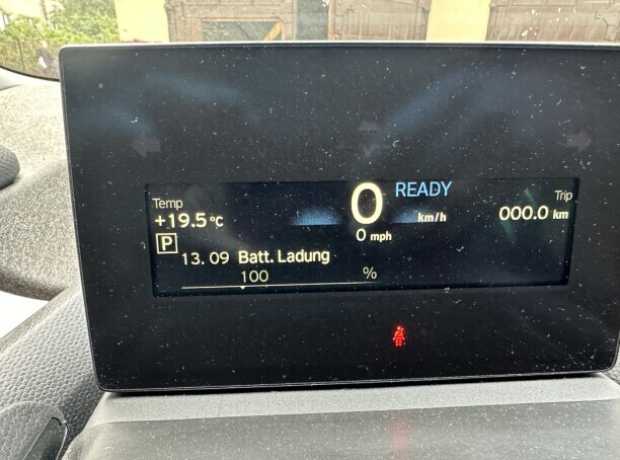 READY
Temp
Trip
+19.5 °C
0
km/h
000.0 km
0 mph
P
13. 09 Batt. Ladung
100 %